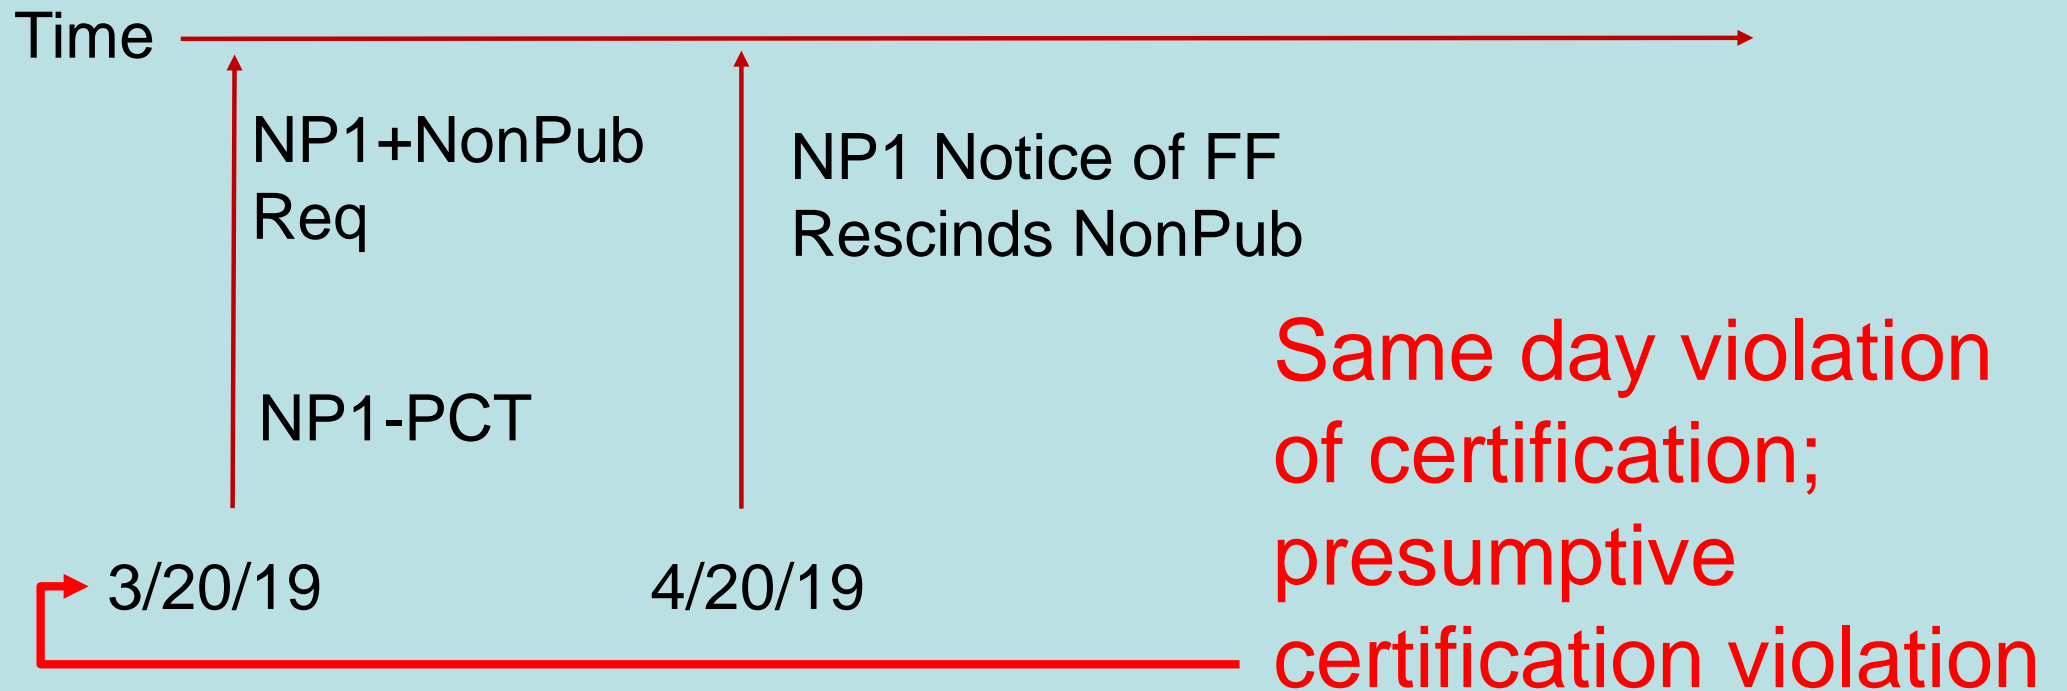 Time
NP1+NonPub
Req
NP1-PCT
NP1 Notice of FF
Rescinds NonPub
3/20/19
4/20/19
Same day violation
of certification;
presumptive
certification violation